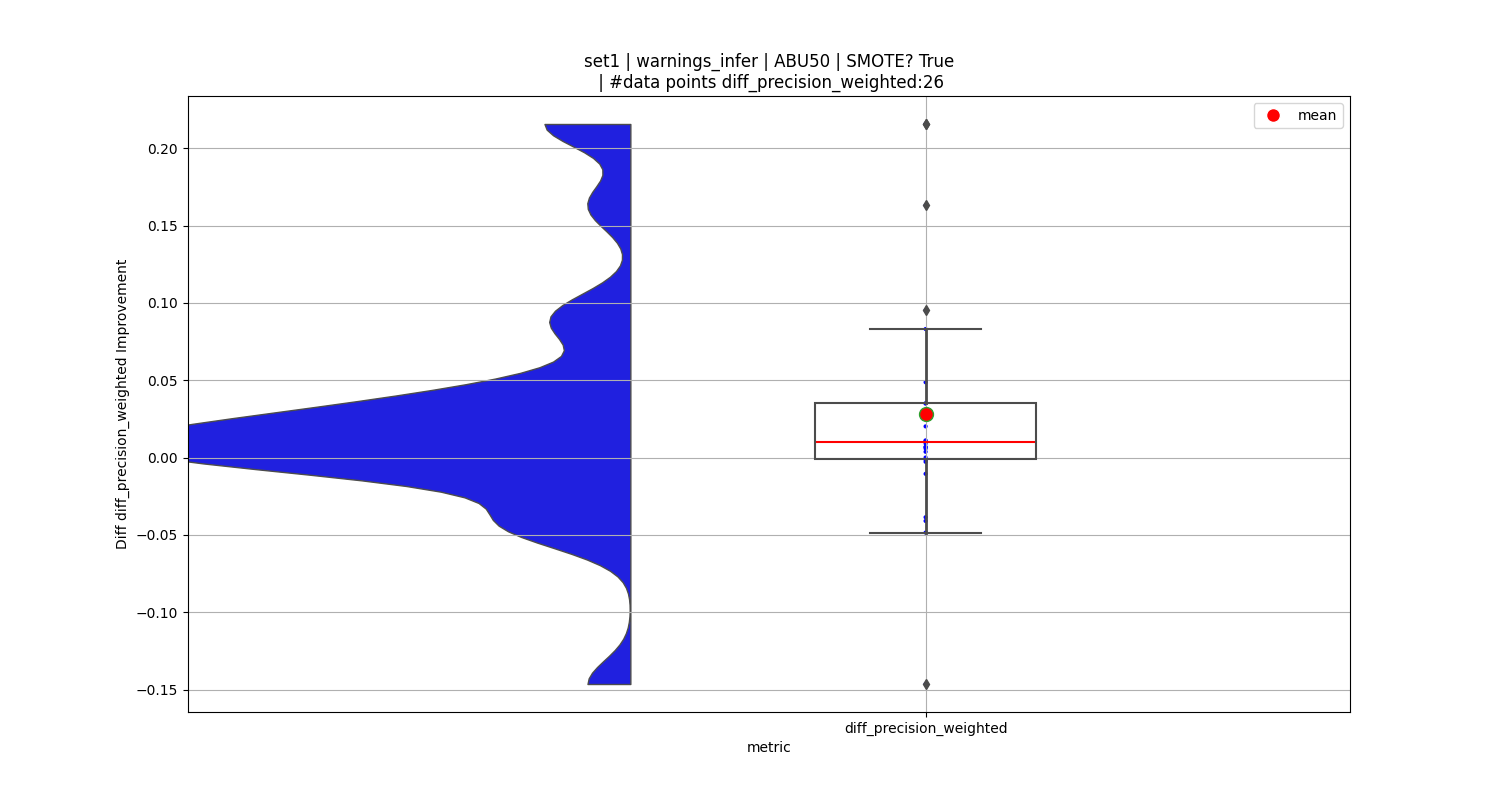 set1 | warnings_infer | ABU50 | SMOTE? True
| #data points diff_precision_weighted:26
mean
0.20
0.15
0.10
0.05
0.00
−0.05
−0.10
−0.15
Diff diff_precision_weighted Improvement
diff_precision_weighted
metric